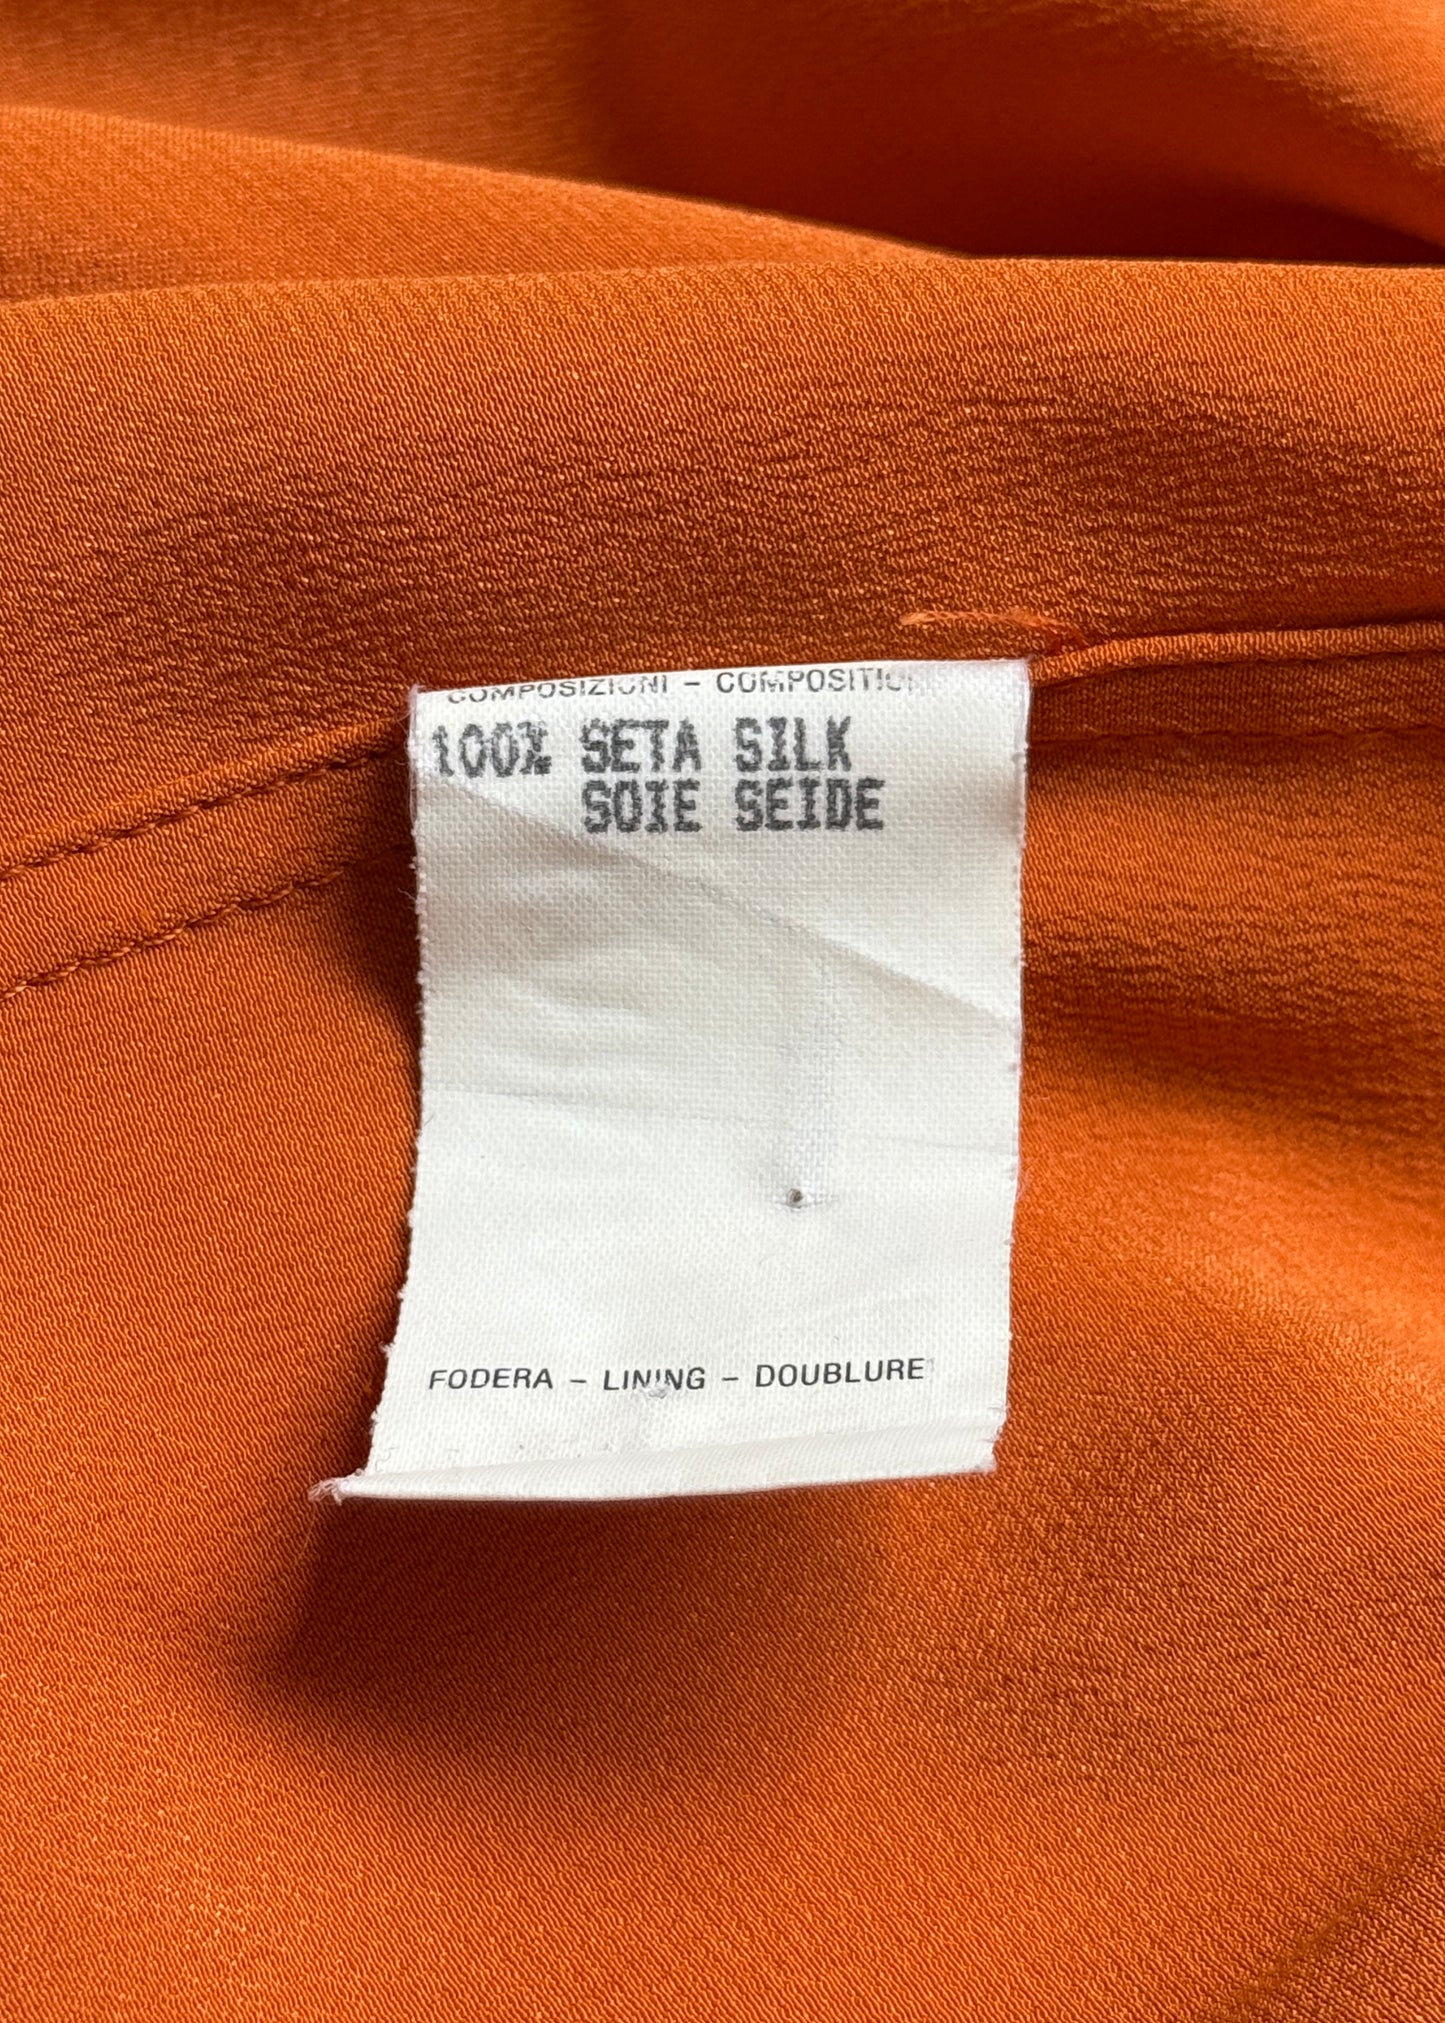 COMPOSIZIONI – COMPOSITION
100% SETA SILK
SOIE SEIDE
FODERA – LINING – DOUBLURE